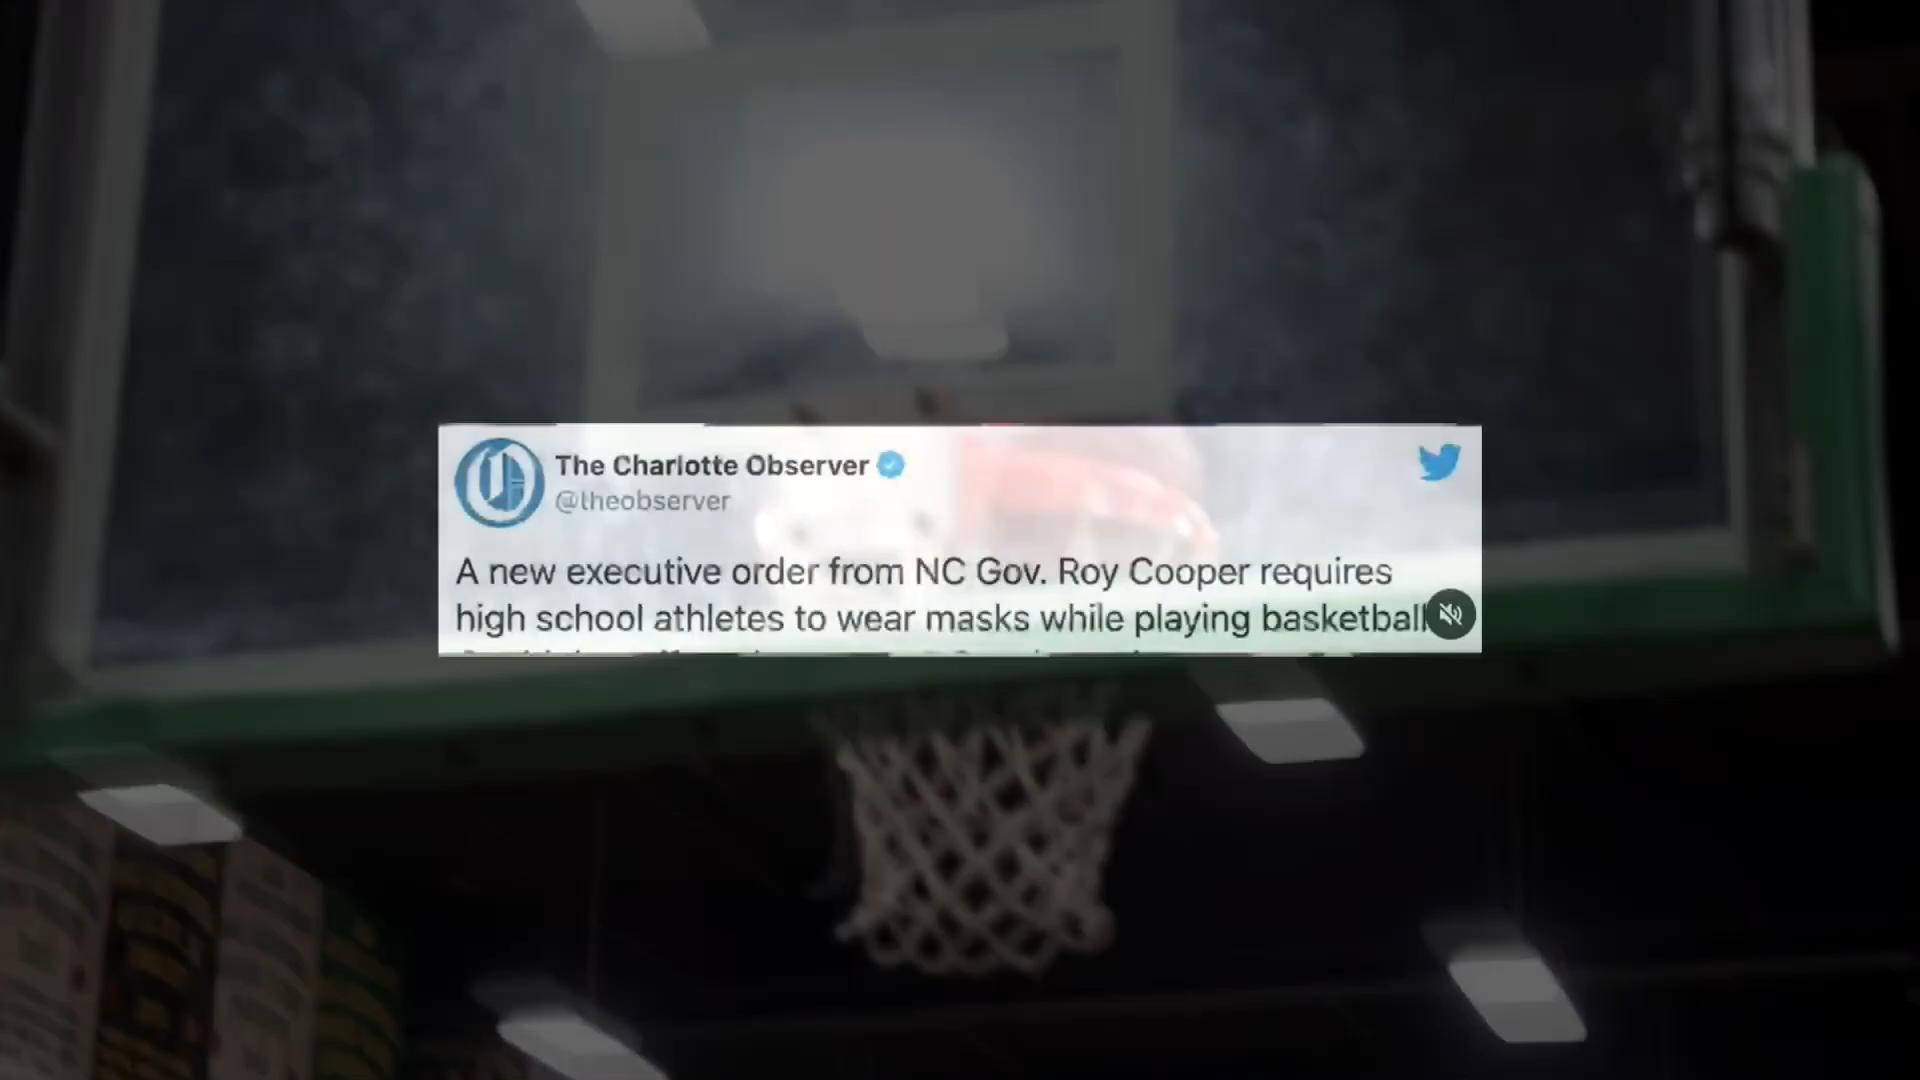 The Charlotte Observer
@theobserver
A new executive order from NC Gov. Roy Cooper requires
high school athletes to wear masks while playing basketball